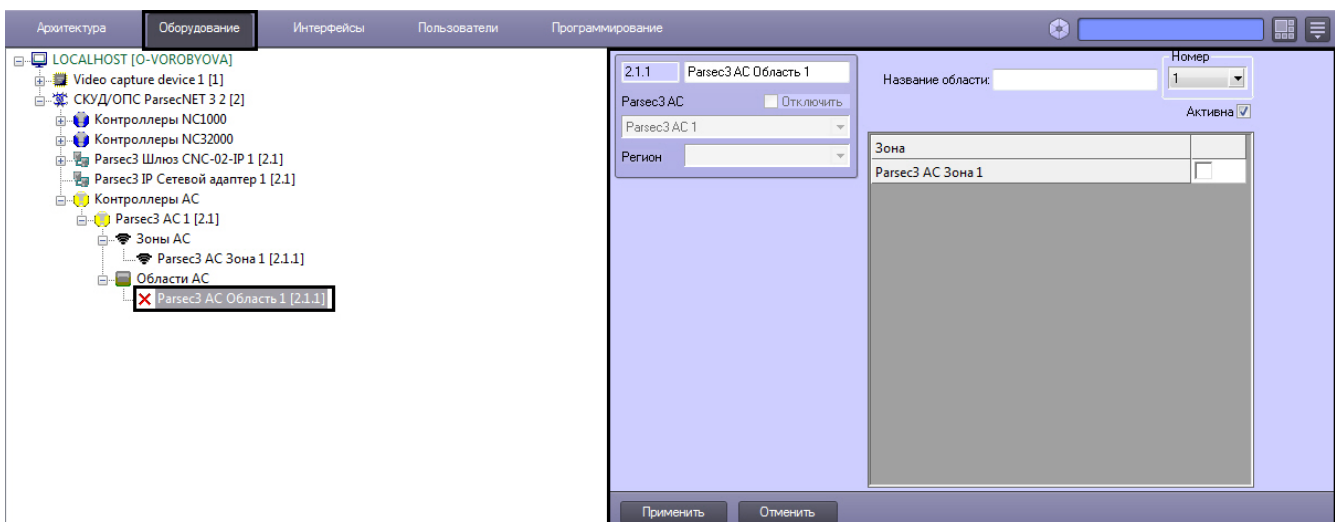 Архитектура
Оборудование
Интерфейсы
Пользователи
Программирование
LOCALHOST [O-VOROBYOVA]
Video capture device 1 [1]
СКУД/ОПС ParsecNET 3 2 [2]
Контроллеры NC1000
Контроллеры NC32000
Parsec3 Шлюз CNC-02-IP 1 [2.1]
Parsec3 IP Сетевой адаптер 1 [2.1]
Контроллеры АС
Parsec3 AC 1 [2.1]
Зоны АС
Parsec3 AC Зона 1 [2.1.1]
Области АС
Parsec3 AC Область 1 [2.1.1]
2.1.1
Parsec3 AC Область 1
Parsec3 AC
Отключить
Parsec3 AC 1
Регион
Название области:
Номер
1
Активна
Зона
Parsec3 AC Зона 1
Применить
Отменить